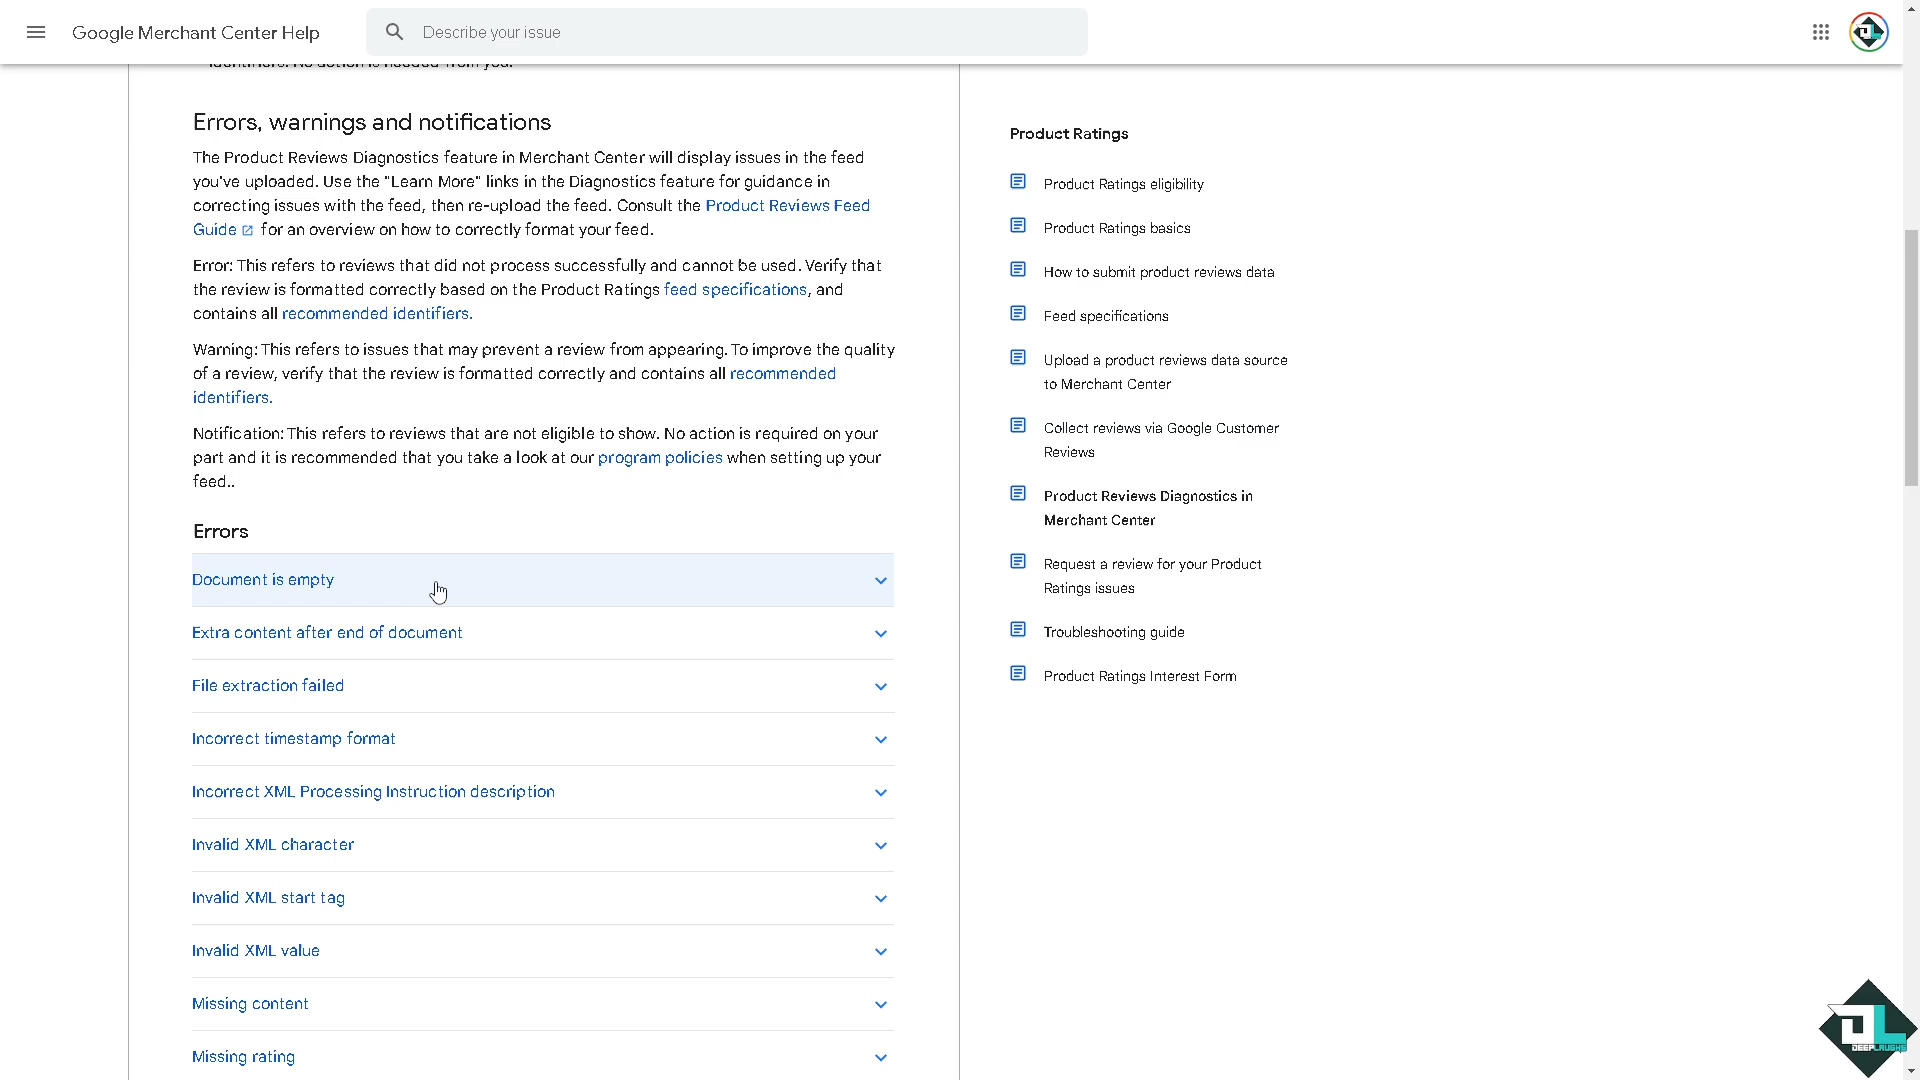 Google Merchant Center Help
Describe your issue
identifiers. No action is needed from you.
Errors, warnings and notifications
The Product Reviews Diagnostics feature in Merchant Center will display issues in the feed
you've uploaded. Use the "Learn More" links in the Diagnostics feature for guidance in
correcting issues with the feed, then re-upload the feed. Consult the Product Reviews Feed
Guide for an overview on how to correctly format your feed.
Error: This refers to reviews that did not process successfully and cannot be used. Verify that
the review is formatted correctly based on the Product Ratings feed specifications, and
contains all recommended identifiers.
Warning: This refers to issues that may prevent a review from appearing. To improve the quality
of a review, verify that the review is formatted correctly and contains all recommended
identifiers.
Notification: This refers to reviews that are not eligible to show. No action is required on your
part and it is recommended that you take a look at our program policies when setting up your
feed..
Errors
Document is empty
Extra content after end of document
File extraction failed
Incorrect timestamp format
Incorrect XML Processing Instruction description
Invalid XML character
Invalid XML start tag
Invalid XML value
Missing content
Missing rating
Product Ratings
Product Ratings eligibility
Product Ratings basics
How to submit product reviews data
Feed specifications
Upload a product reviews data source
to Merchant Center
Collect reviews via Google Customer
Reviews
Product Reviews Diagnostics in
Merchant Center
Request a review for your Product
Ratings issues
Troubleshooting guide
Product Ratings Interest Form
DEEPLAUGHS